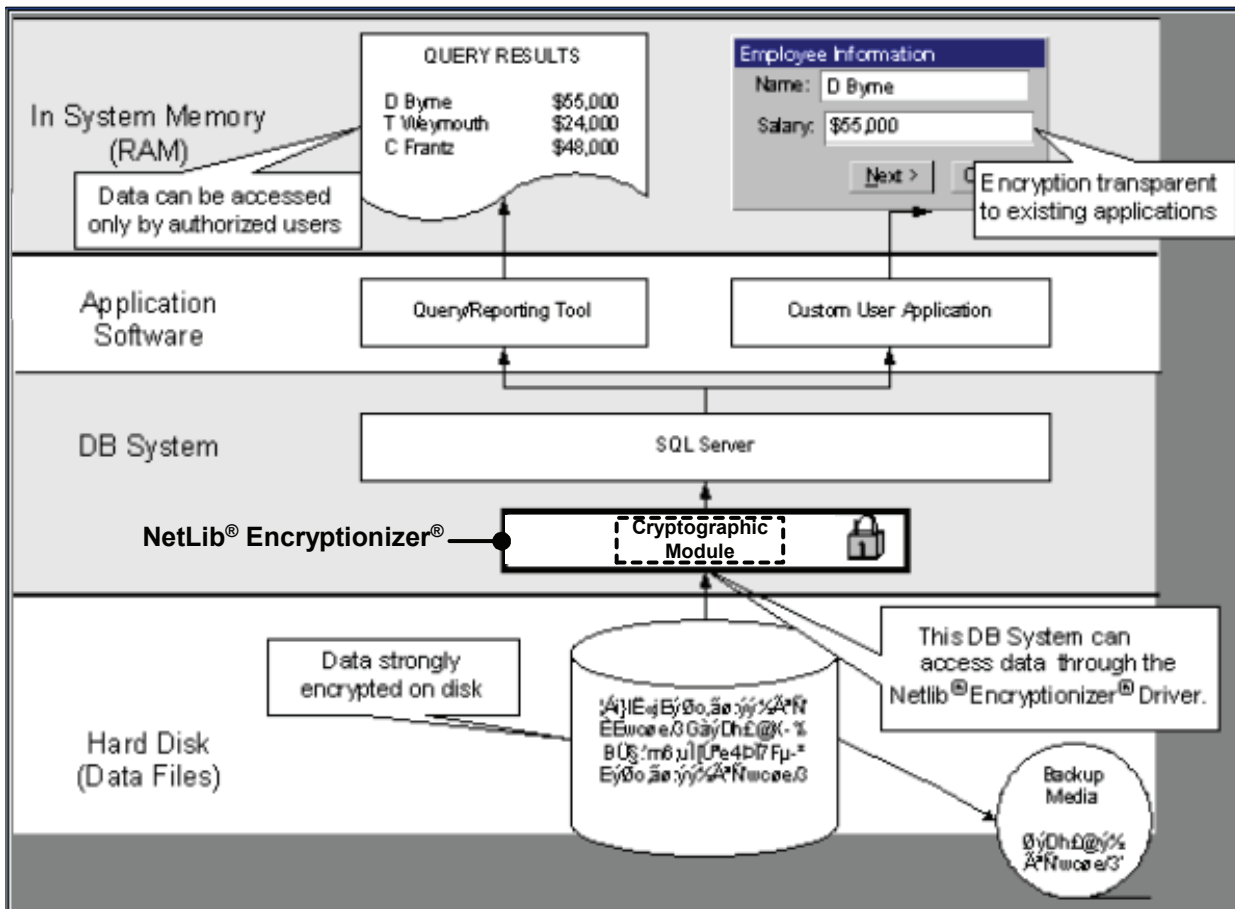 QUERY RESULTS
D Byrne $55,000
T Weymouth $24,000
C Frantz $48,000
Employee Information
Name: D Byrne
Salary: $55,000
Next >
C
In System Memory
(RAM)
Data can be accessed
only by authorized users
Encryption transparent
to existing applications
Application
Software
Query/Reporting Tool
Custom User Application
DB System
SQL Server
NetLib® Encryptionizer®
Cryptographic
Module
This DB System can
access data through the
Netlib® Encryptionizer® Driver.
Data strongly
encrypted on disk
Hard Disk
(Data Files)
Backup
Media